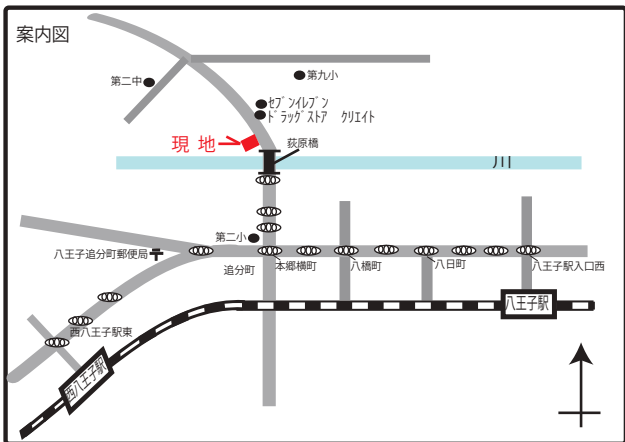 案内図
第二中
第九小
ｾﾌﾞﾝｲﾚﾌﾞﾝ
ﾄﾞﾗｯｸﾞｽﾄｱ　クリエイト
現 地
荻原橋
川
第二小
八王子追分町郵便局
追分町
本郷横町
八橋町
八日町
八王子駅入口西
八王子駅
西八王子駅東
西八王子駅